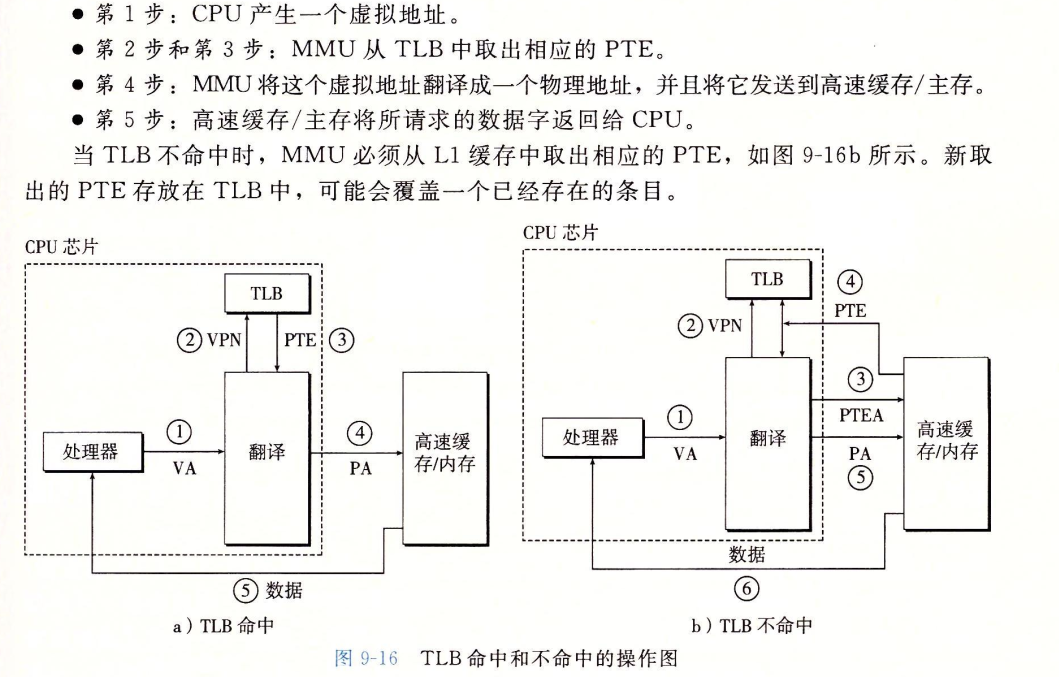 ● 第 1 步：CPU 产生一个虚拟地址。
● 第 2 步和第 3 步：MMU 从 TLB 中取出相应的 PTE。
● 第 4 步：MMU 将这个虚拟地址翻译成一个物理地址，并且将它发送到高速缓存/主存。
● 第 5 步：高速缓存/主存将所请求的数据字返回给 CPU。
当 TLB 不命中时，MMU 必须从 L1 缓存中取出相应的 PTE，如图 9-16b 所示。新取
出的 PTE 存放在 TLB 中，可能会覆盖一个已经存在的条目。
CPU 芯片
TLB
② VPN
PTE ③
处理器
①
VA
翻译
④
PA
高速缓
存/内存
⑤ 数据
a）TLB 命中
CPU 芯片
TLB
④
PTE
② VPN
处理器
①
VA
翻译
③
PTEA
PA
⑤
高速缓
存/内存
数据
⑥
b）TLB 不命中
图 9-16 TLB 命中和不命中的操作图